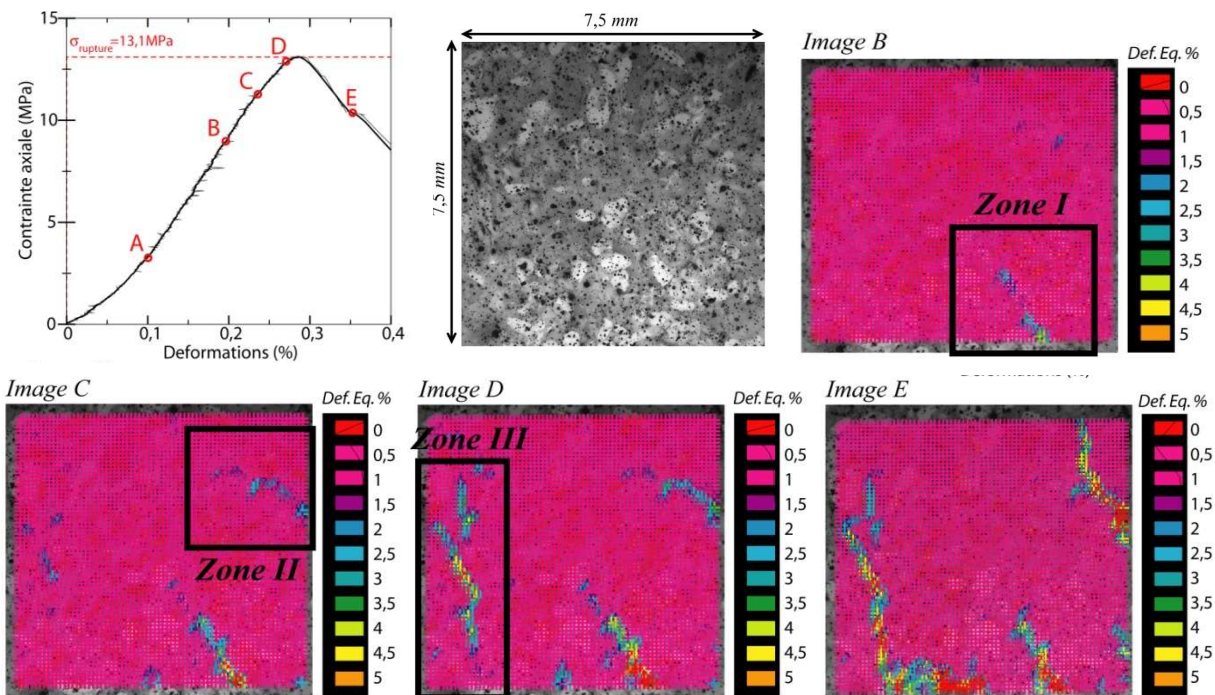 15
σrupture=13,1MPa
D
C
10
E
B
5
A
0
0
0,1
0,2
0,3
0,4
Contrainte axiale (MPa)
Deformations (%)
7,5 mm
7,5 mm
Image B
Zone I
Def. Eq. %
0
0,5
1
1,5
2
2,5
3
3,5
4
4,5
5
Image C
Zone II
Def. Eq. %
0
0,5
1
1,5
2
2,5
3
3,5
4
4,5
5
Image D
Zone III
Def. Eq. %
0
0,5
1
1,5
2
2,5
3
3,5
4
4,5
5
Image E
Def. Eq. %
0
0,5
1
1,5
2
2,5
3
3,5
4
4,5
5